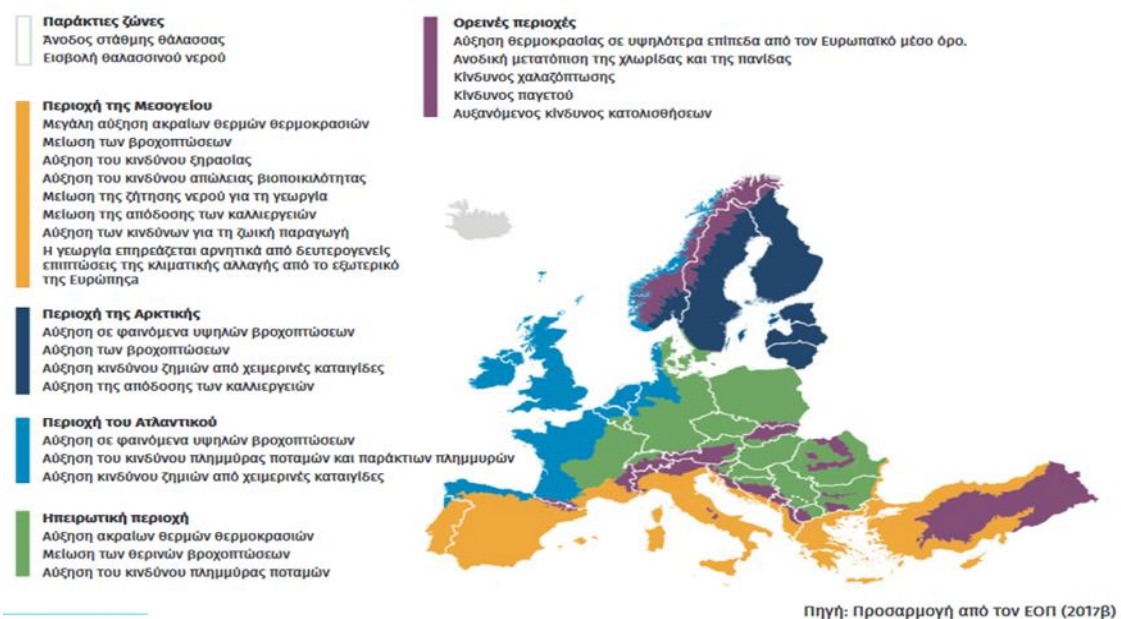 Παράκτιες ζώνες
Άνοδος στάθμης θάλασσας
Εισβολή θαλασσινού νερού
Περιοχή της Μεσογείου
Μεγάλη αύξηση ακραίων θερμών θερμοκρασιών
Μείωση των βροχοπτώσεων
Αύξηση του κινδύνου ξηρασίας
Αύξηση του κινδύνου απώλειας βιοποικιλότητας
Μείωση της ζήτησης νερού για τη γεωργία
Μείωση της απόδοσης των καλλιεργειών
Αύξηση των κινδύνων για τη ζωική παραγωγή
Η γεωργία επηρεάζεται αρνητικά από δευτερογενείς
επιπτώσεις της κλιματικής αλλαγής από το εξωτερικό
της Ευρώπηςa
Περιοχή της Αρκτικής
Αύξηση σε φαινόμενα υψηλών βροχοπτώσεων
Αύξηση των βροχοπτώσεων
Αύξηση κινδύνου ζημιών από χειμερινές καταιγίδες
Αύξηση της απόδοσης των καλλιεργειών
Περιοχή του Ατλαντικού
Αύξηση σε φαινόμενα υψηλών βροχοπτώσεων
Αύξηση του κινδύνου πλημμύρας ποταμών και παράκτιων πλημμυρών
Αύξηση κινδύνου ζημιών από χειμερινές καταιγίδες
Ηπειρωτική περιοχή
Αύξηση ακραίων θερμών θερμοκρασιών
Μείωση των θερινών βροχοπτώσεων
Αύξηση του κινδύνου πλημμύρας ποταμών
Ορεινές περιοχές
Αύξηση θερμοκρασίας σε υψηλότερα επίπεδα από τον Ευρωπαϊκό μέσο όρο.
Ανοδική μετατόπιση της χλωρίδας και της πανίδας
Κίνδυνος χαλαζόπτωσης
Κίνδυνος παγετού
Αυξανόμενος κίνδυνος κατολισθήσεων
Πηγή: Προσαρμογή από τον ΕΟΠ (2017β)